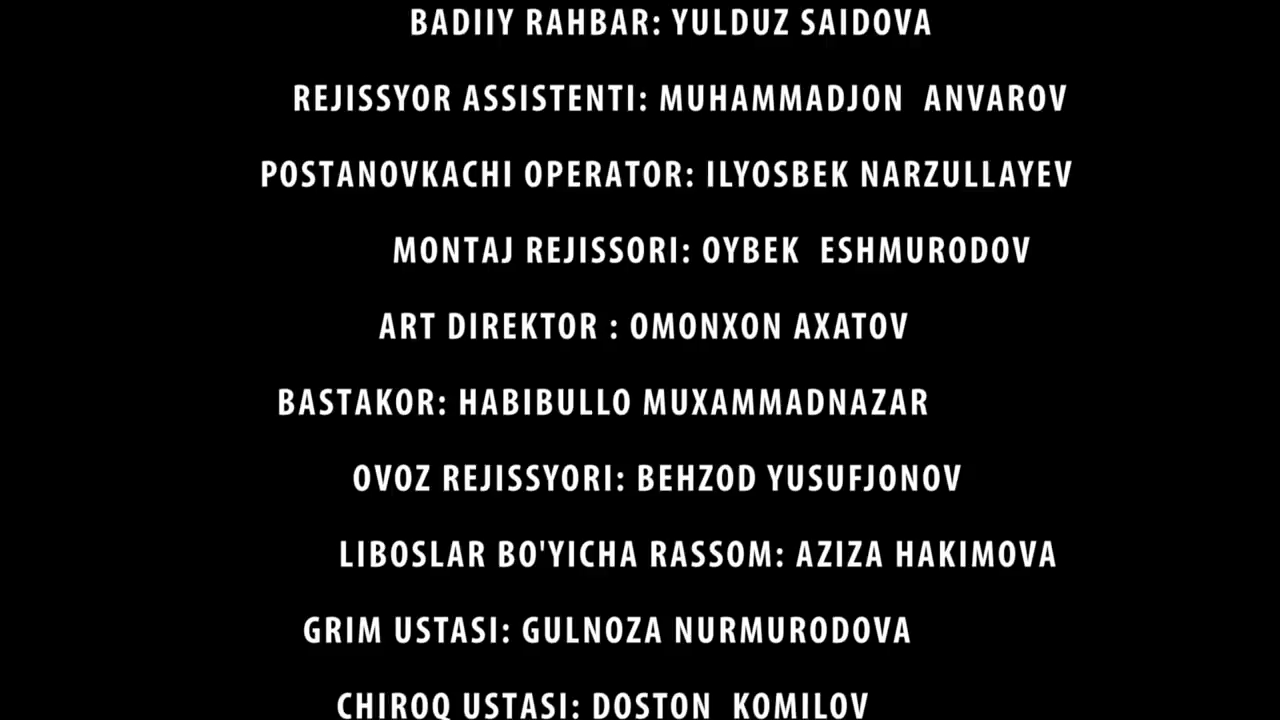 BADIIY RAHBAR: YULDUZ SAIDOVA
REJISSYOR ASSISTENTI: MUHAMMADJON ANVAROV
POSTANOVKACHI OPERATOR: ILYOSBEK NARZULLAYEV
MONTAJ REJISSORI: OYBEK ESHMURODOV
ART DIREKTOR : OMONXON AXATOV
BASTAKOR: HABIBULLO MUXAMMADNAZAR
OVOZ REJISSYORI: BEHZOD YUSUFJONOV
LIBOSLAR BO'YICHA RASSOM: AZIZA HAKIMOVA
GRIM USTASI: GULNOZA NURMURODOVA
CHIROQ USTASI: DOSTON KOMILOV